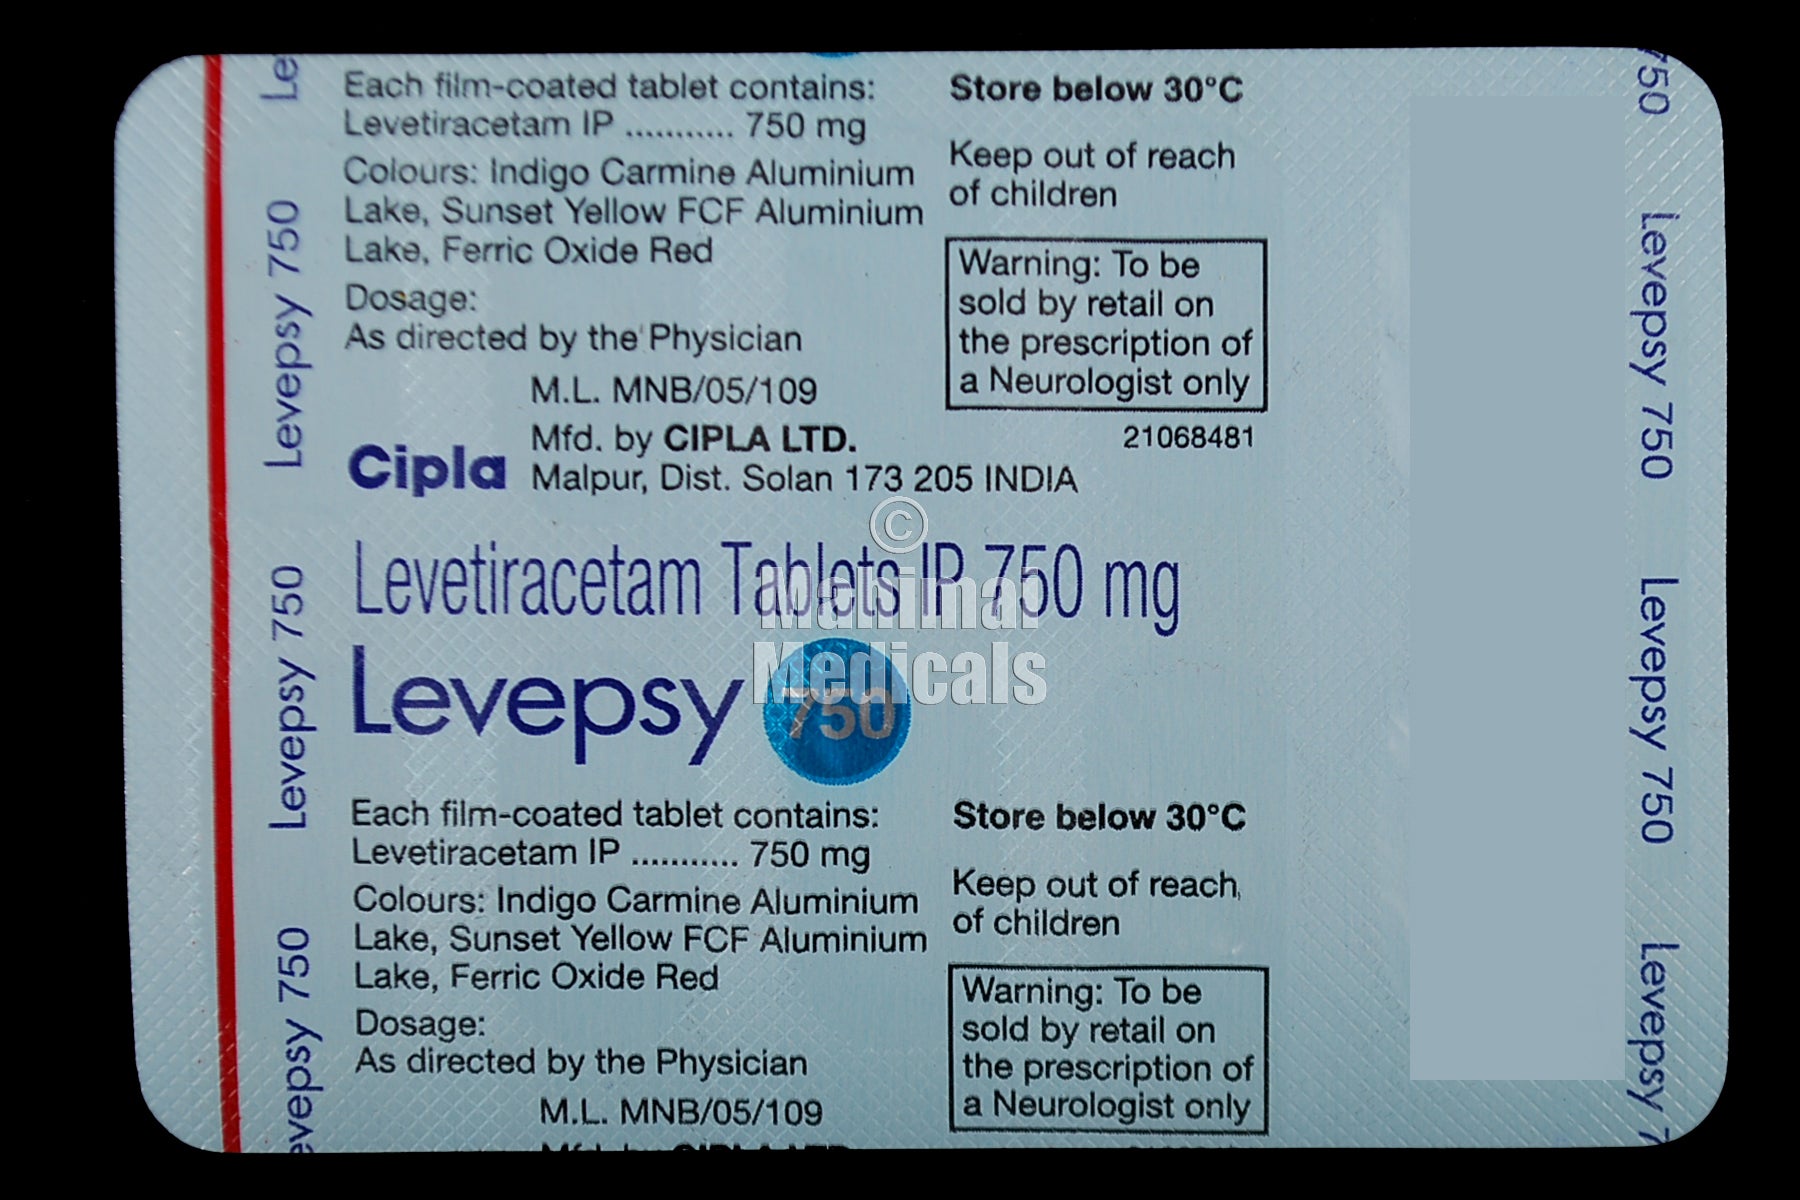 Each film-coated tablet contains:
Levetiracetam IP ........... 750 mg
Colours: Indigo Carmine Aluminium
Lake, Sunset Yellow FCF Aluminium
Lake, Ferric Oxide Red
Dosage:
As directed by the Physician
M.L. MNB/05/109
Mfd. by CIPLA LTD.
Cipla
Malpur, Dist. Solan 173 205 INDIA
Store below 30°C
Keep out of reach
of children
Warning: To be
sold by retail on
the prescription of
a Neurologist only
21068481
Levetiracetam Tablets IP 750 mg
Levepsy 750
©
Mahimal
Medicals
Each film-coated tablet contains:
Levetiracetam IP ........... 750 mg
Colours: Indigo Carmine Aluminium
Lake, Sunset Yellow FCF Aluminium
Lake, Ferric Oxide Red
Dosage:
As directed by the Physician
M.L. MNB/05/109
Store below 30°C
Keep out of reach
of children
Warning: To be
sold by retail on
the prescription of
a Neurologist only
Le
Levepsy 750
Levepsy 750
evepsy 750
750
Levepsy 750
Levepsy 750
Levepsy 7